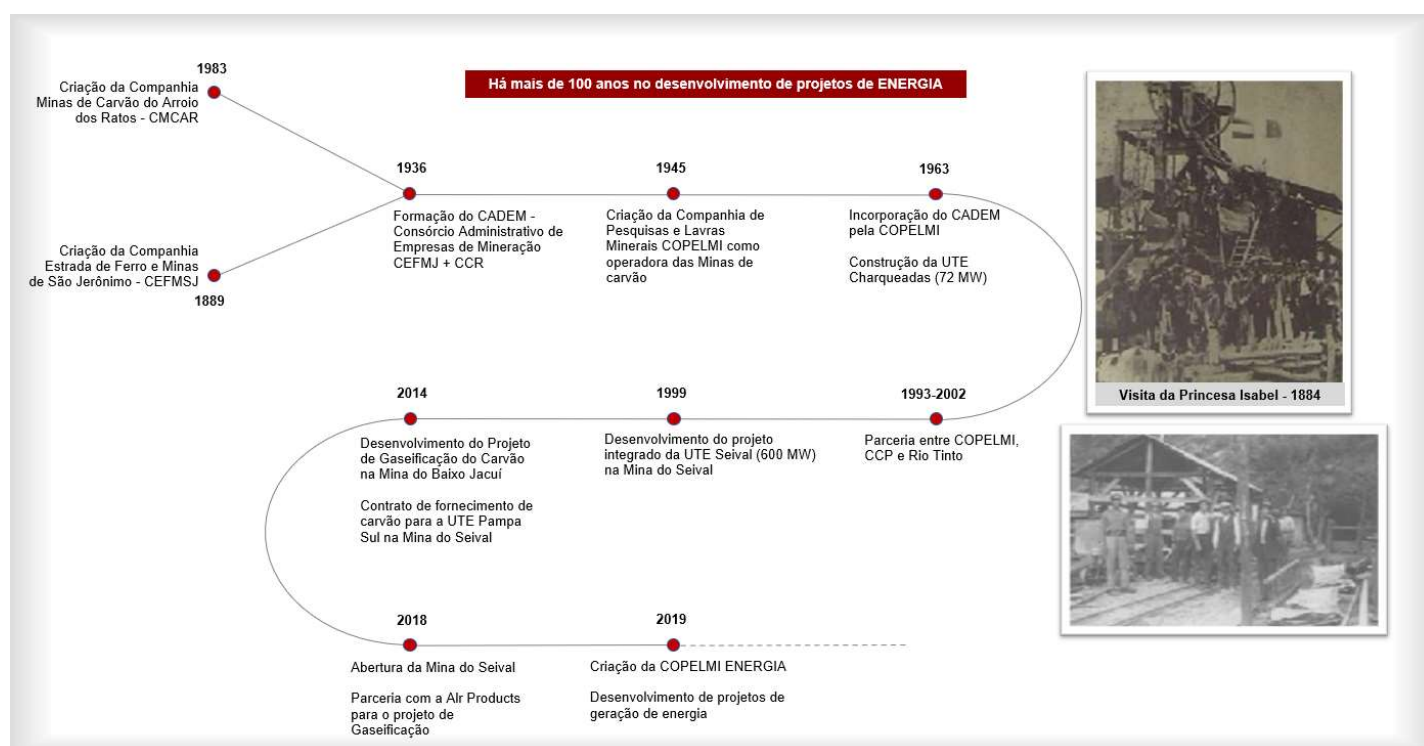 Há mais de 100 anos no desenvolvimento de projetos de ENERGIA
1983
Criação da Companhia
Minas de Carvão do Arroio
dos Ratos - CMCAR
Criação da Companhia
Estrada de Ferro e Minas
de São Jerônimo - CEFMSJ
1889
1936
Formação do CADEM -
Consórcio Administrativo de
Empresas de Mineração
CEFMJ + CCR
1945
Criação da Companhia de
Pesquisas e Lavras
Minerais COPELMI como
operadora das Minas de
carvão
1963
Incorporação do CADEM
pela COPELMI
Construção da UTE
Charqueadas (72 MW)
1993-2002
Parceria entre COPELMI,
CCP e Rio Tinto
1999
Desenvolvimento do projeto
integrado da UTE Seival (600 MW)
na Mina do Seival
2014
Desenvolvimento do Projeto
de Gaseificação do Carvão
na Mina do Baixo Jacuí
Contrato de fornecimento de
carvão para a UTE Pampa
Sul na Mina do Seival
2018
Abertura da Mina do Seival
Parceria com a AIr Products
para o projeto de
Gaseificação
2019
Criação da COPELMI ENERGIA
Desenvolvimento de projetos de
geração de energia
Visita da Princesa Isabel - 1884